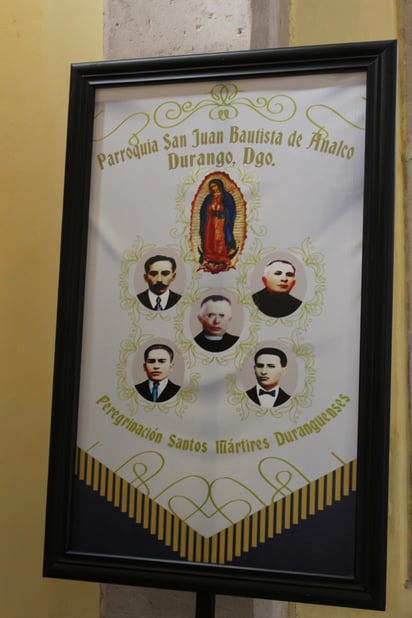 Parroquia San Juan Bautista de Analco
Durango, Dgo.
Peregrinación Santos Mártires Duranguenses